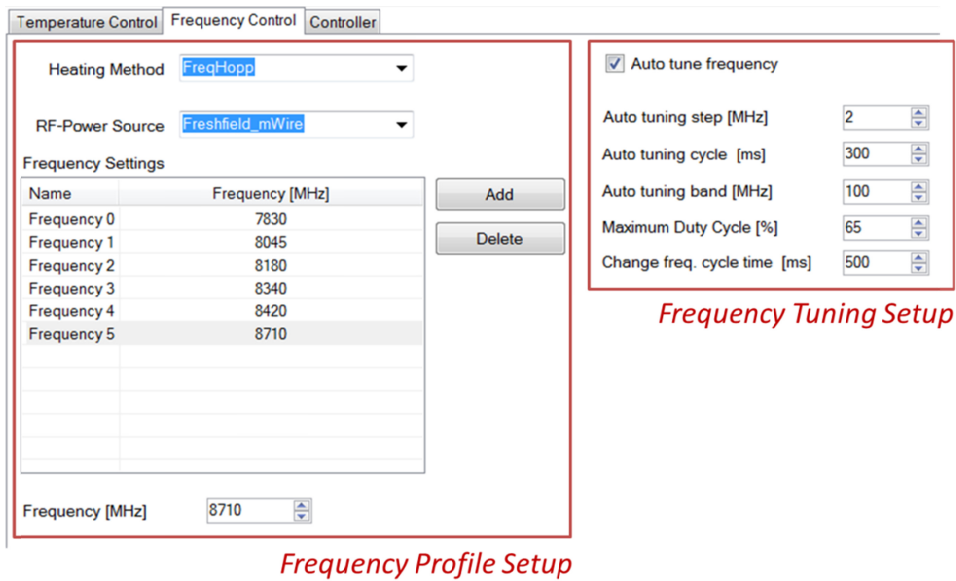 Temperature Control Frequency Control Controller
Heating Method FreqHopp
RF-Power Source Freshfield_mWire
Frequency Settings
Name Frequency [MHz]
Frequency 0 7830
Frequency 1 8045
Frequency 2 8180
Frequency 3 8340
Frequency 4 8420
Frequency 5 8710
Add
Delete
Frequency [MHz] 8710
Frequency Profile Setup
Auto tune frequency
Auto tuning step [MHz] 2
Auto tuning cycle [ms] 300
Auto tuning band [MHz] 100
Maximum Duty Cycle [%] 65
Change freq. cycle time [ms] 500
Frequency Tuning Setup